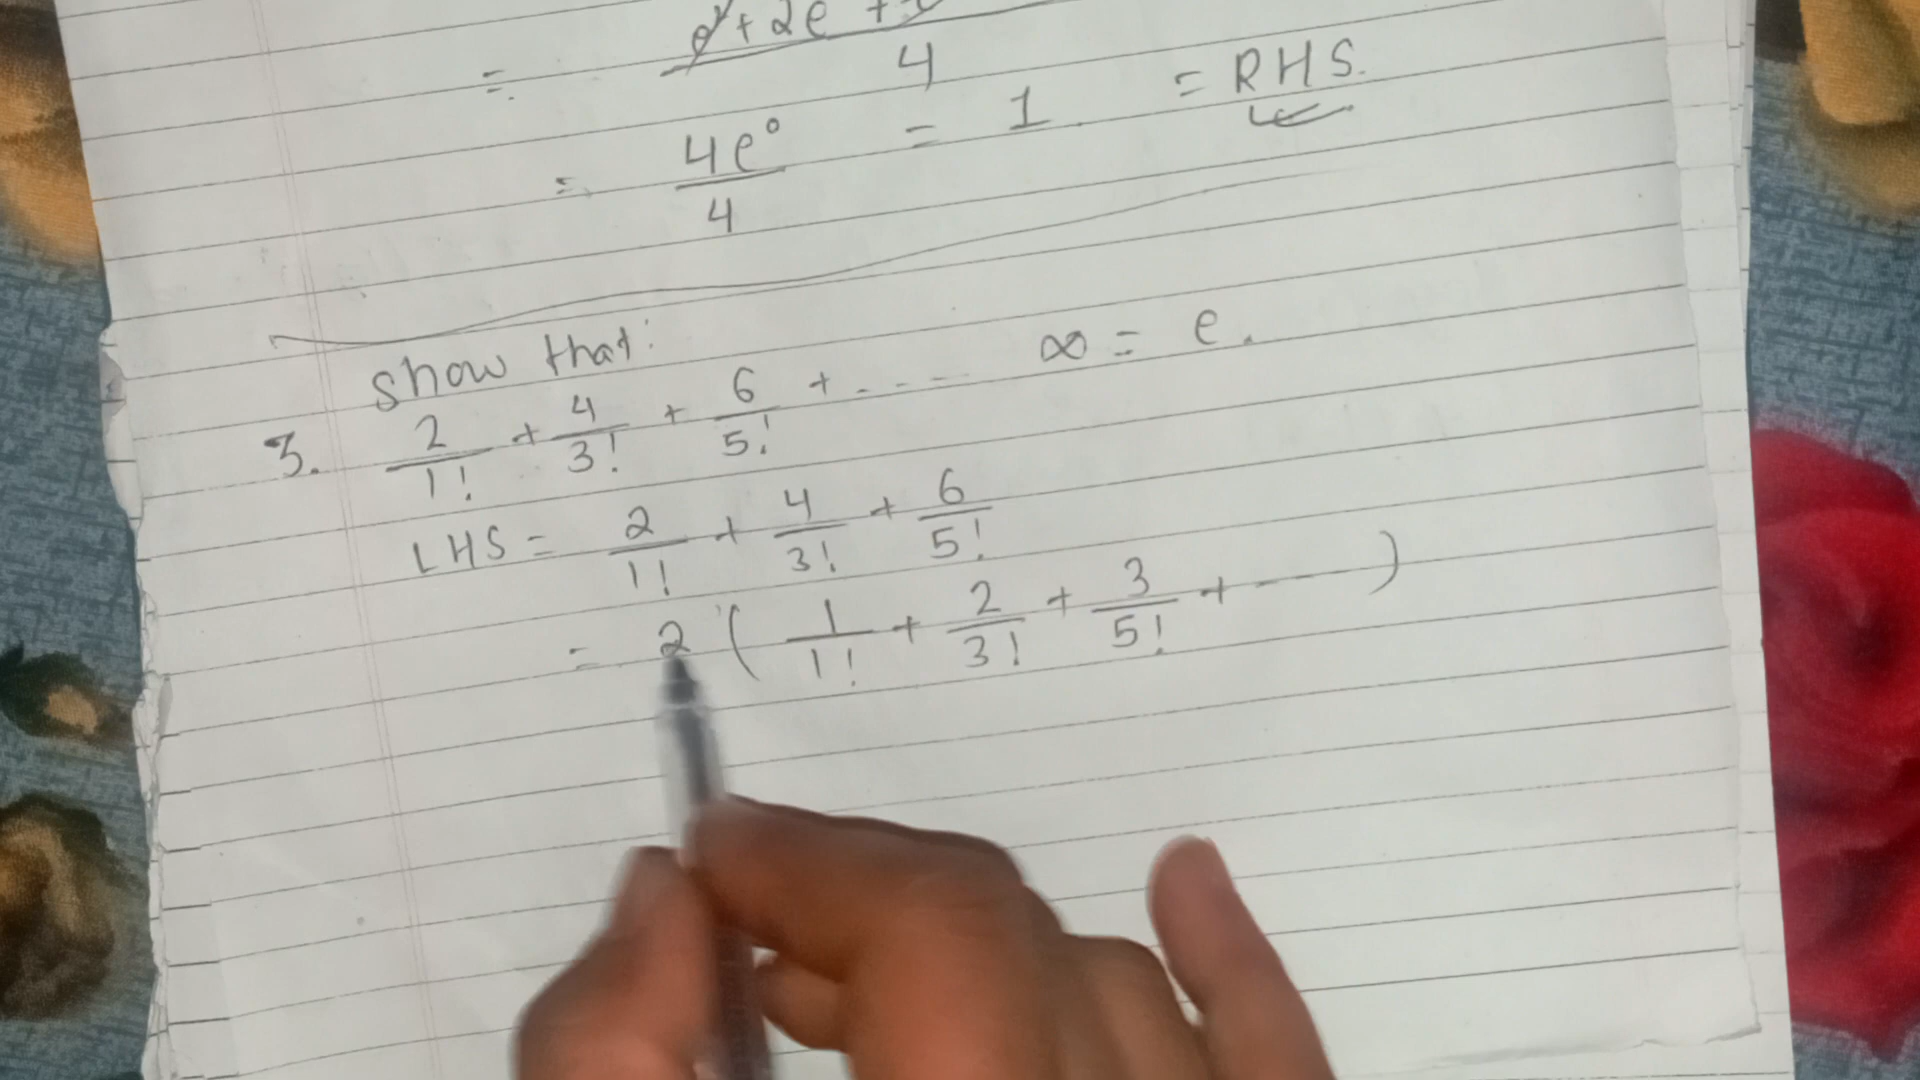 e^x + 2e +
= 4
= 4e° / 4 = 1 = RHS.
show that:
3. 2/1! + 4/3! + 6/5! + .--- ∞ = e.
LHS = 2/1! + 4/3! + 6/5!
= 2 ( 1/1! + 2/3! + 3/5! + ---- )